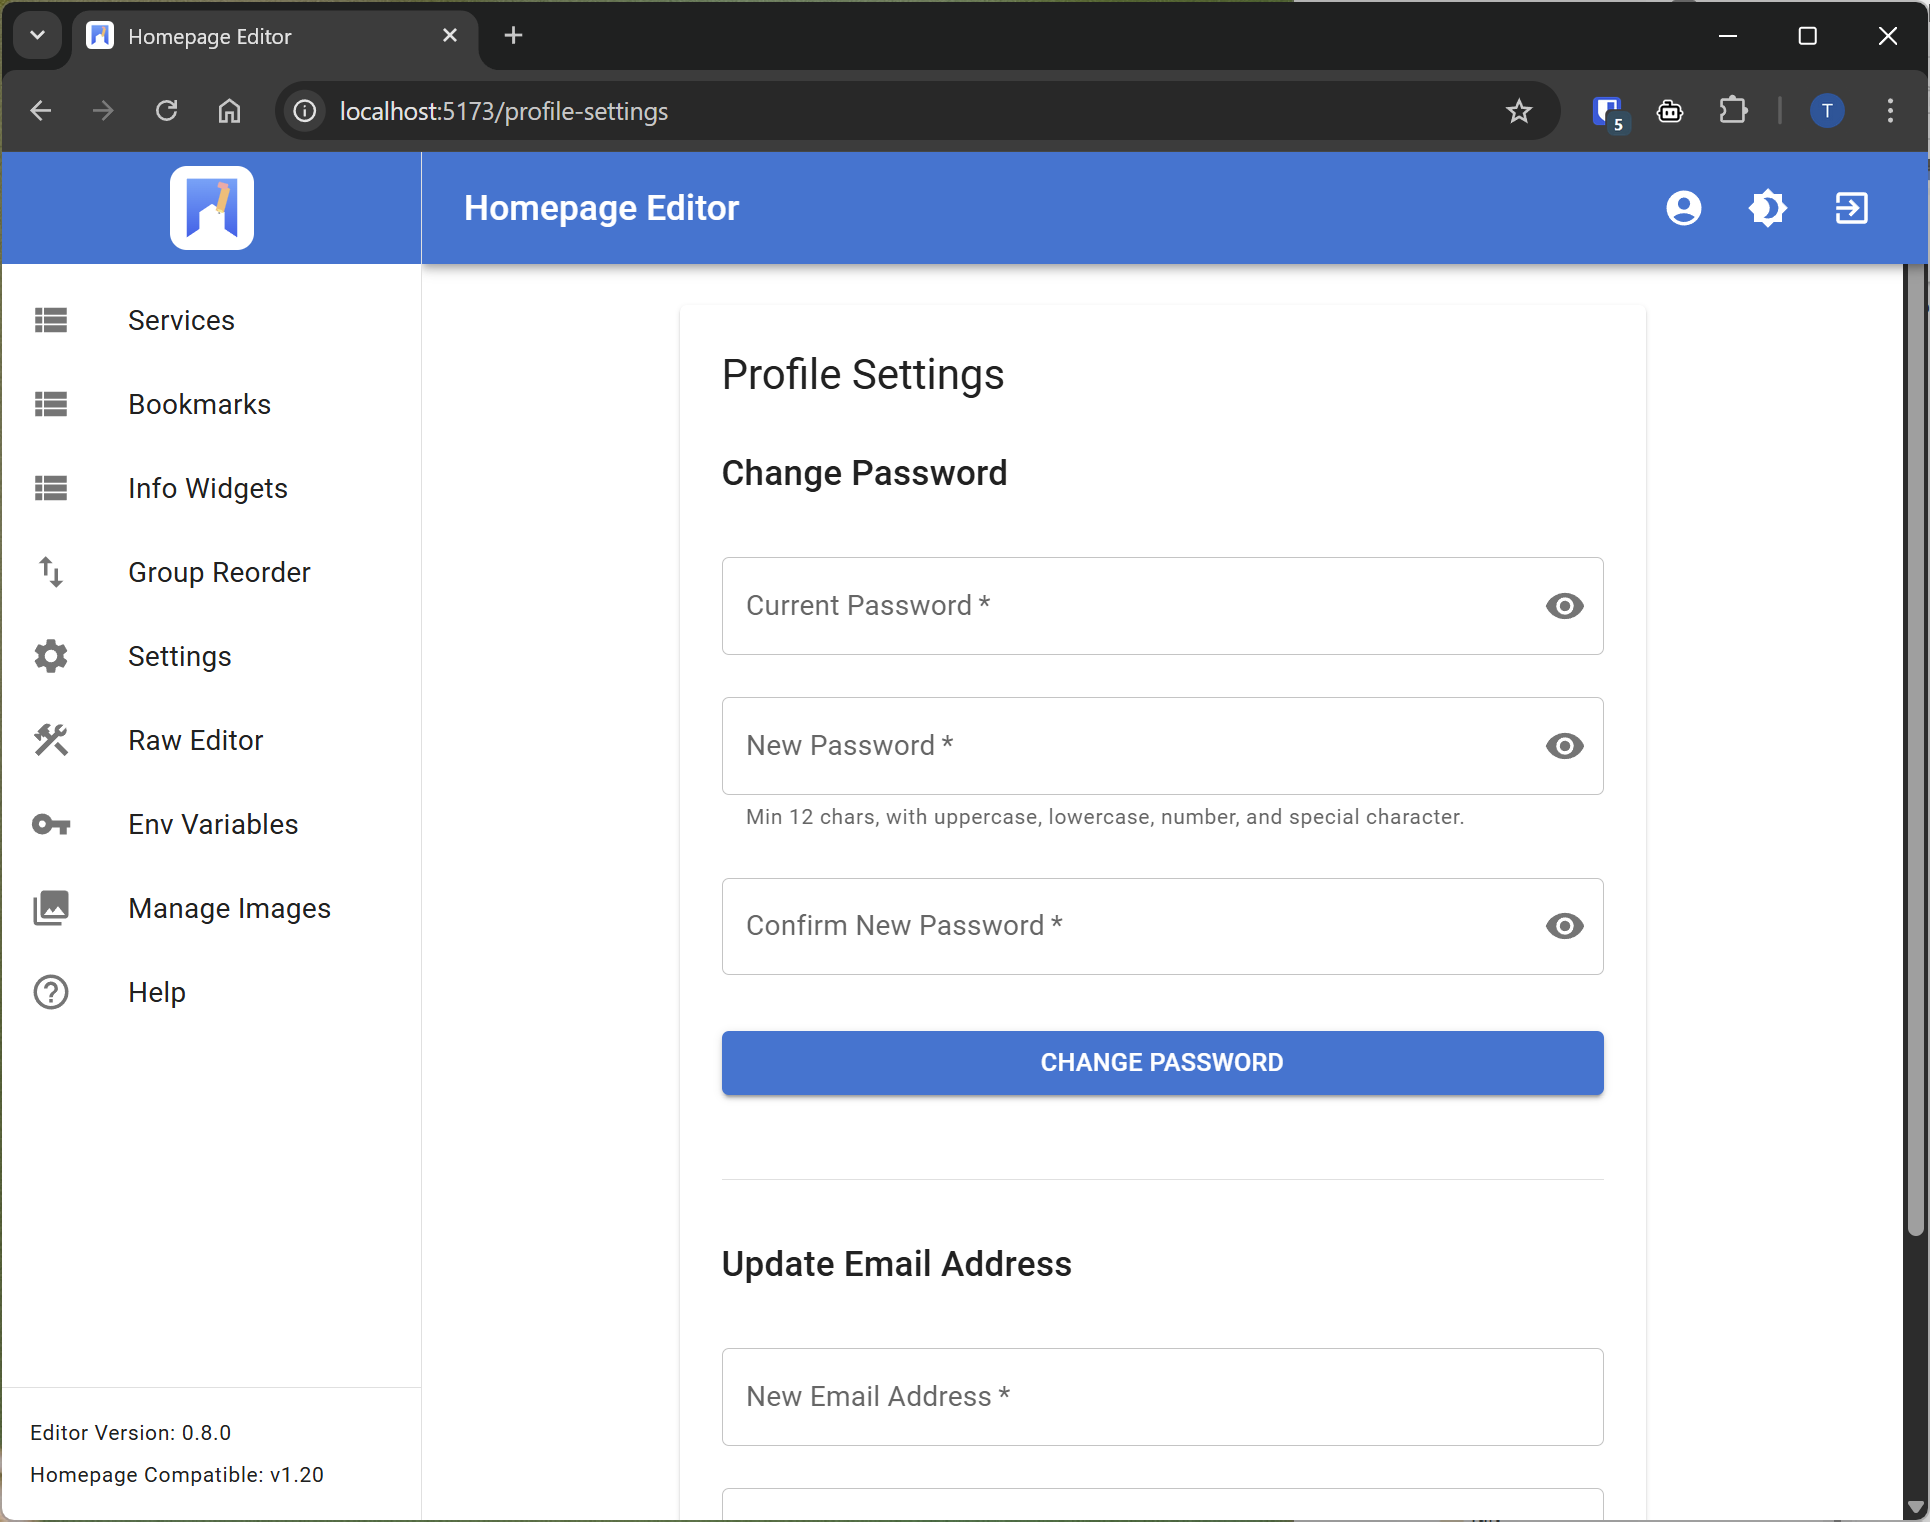 Homepage Editor
localhost:5173/profile-settings
5
T
Homepage Editor
Services
Bookmarks
Info Widgets
Group Reorder
Settings
Raw Editor
Env Variables
Manage Images
Help
Editor Version: 0.8.0
Homepage Compatible: v1.20
Profile Settings
Change Password
Current Password *
New Password *
Min 12 chars, with uppercase, lowercase, number, and special character.
Confirm New Password *
CHANGE PASSWORD
Update Email Address
New Email Address *